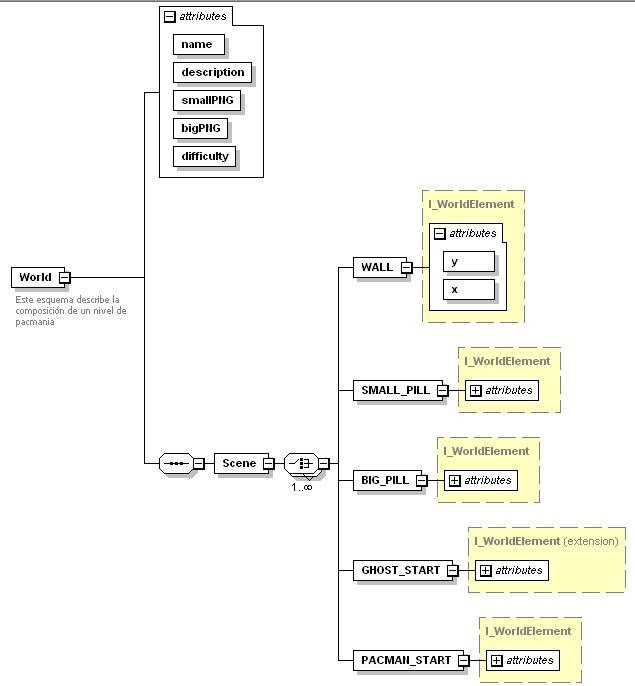 attributes
name
description
smallPNG
bigPNG
difficulty
World
Este esquema describe la
composición de un nivel de
pacmania
Scene
1..∞
I_WorldElement
attributes
WALL
y
x
I_WorldElement
SMALL_PILL
attributes
I_WorldElement
BIG_PILL
attributes
I_WorldElement (extension)
GHOST_START
attributes
I_WorldElement
PACMAN_START
attributes